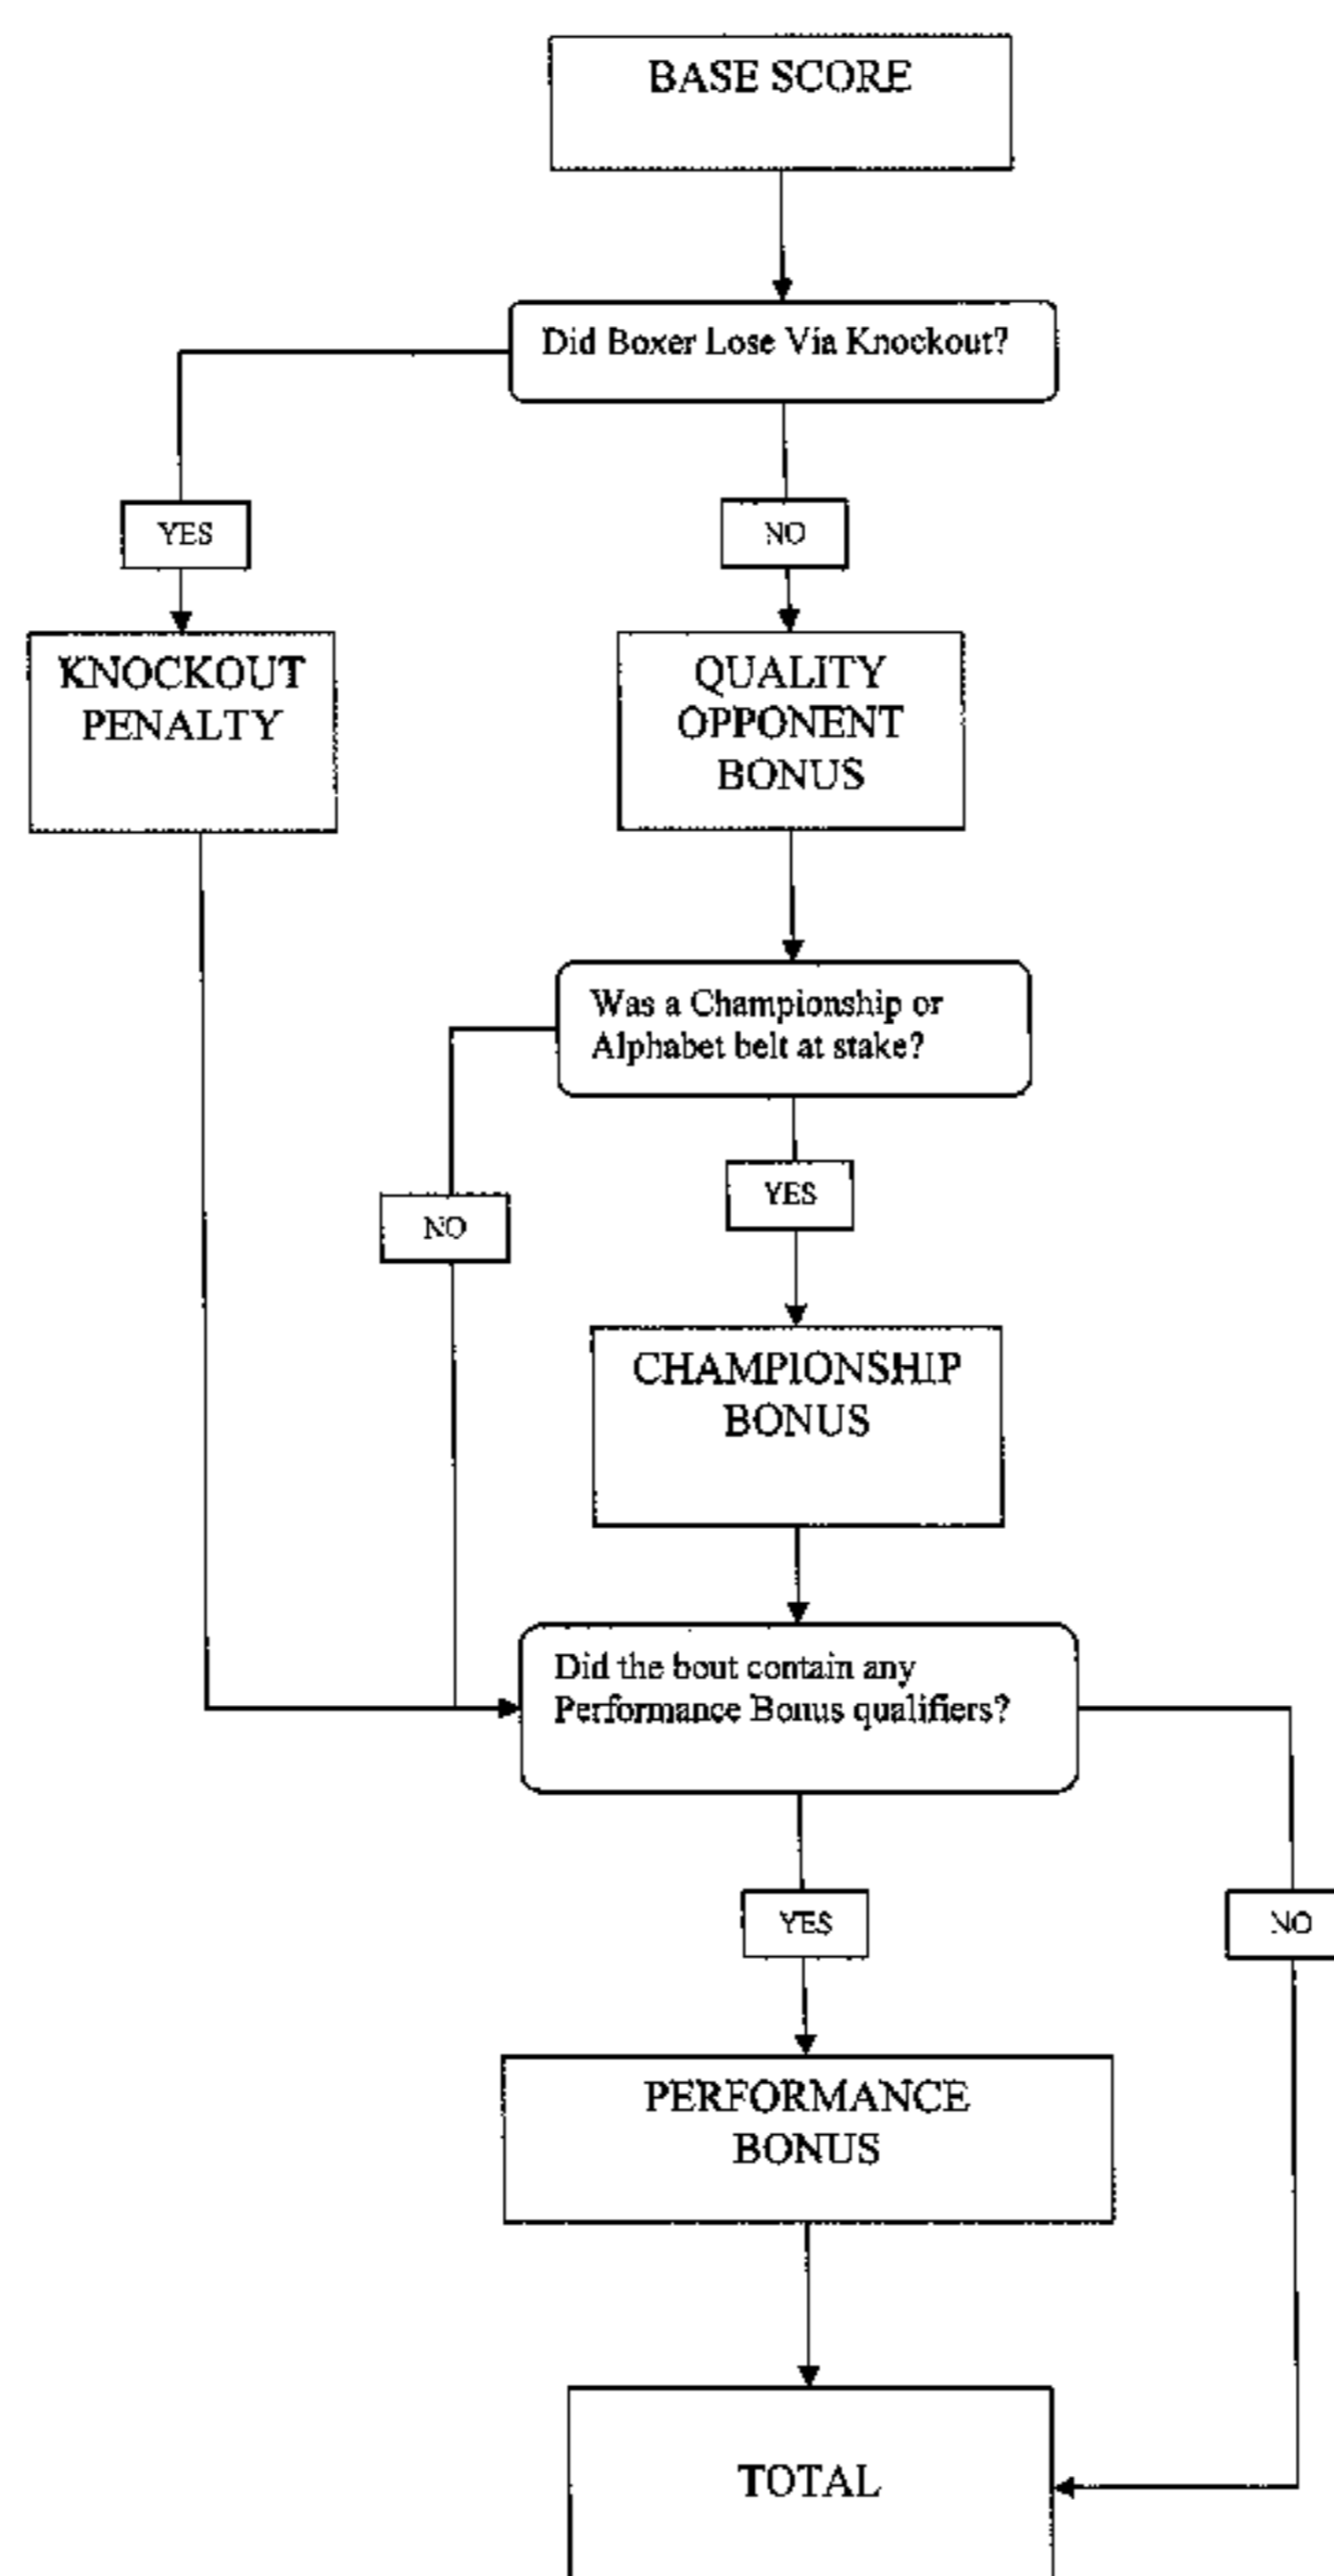 BASE SCORE
Did Boxer Lose Via Knockout?
YES
NO
KNOCKOUT
PENALTY
QUALITY
OPPONENT
BONUS
Was a Championship or
Alphabet belt at stake?
YES
NO
CHAMPIONSHIP
BONUS
Did the bout contain any
Performance Bonus qualifiers?
YES
NO
PERFORMANCE
BONUS
TOTAL